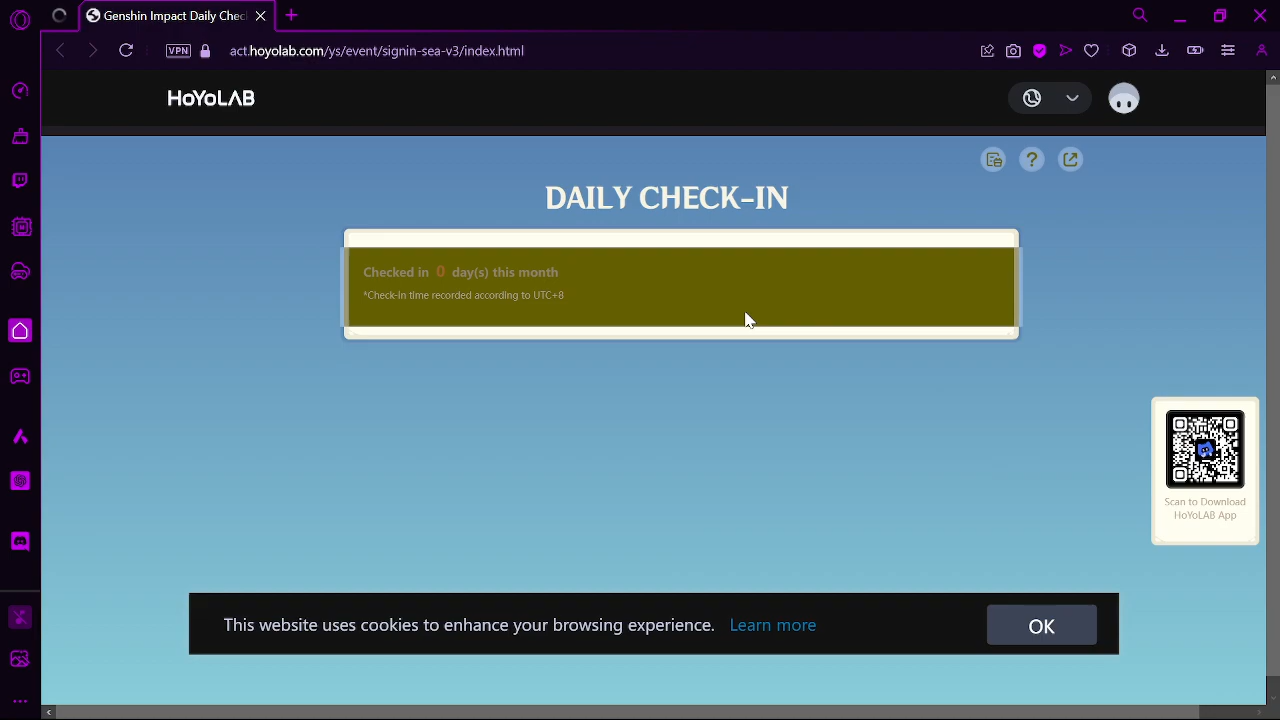 Genshin Impact Daily Chec
VPN
act.hoyolab.com/ys/event/signin-sea-v3/index.html
HoYoLAB
?
DAILY CHECK-IN
Checked in 0 day(s) this month
*Check-in time recorded according to UTC+8
Scan to Download
HoYoLAB App
This website uses cookies to enhance your browsing experience. Learn more
OK